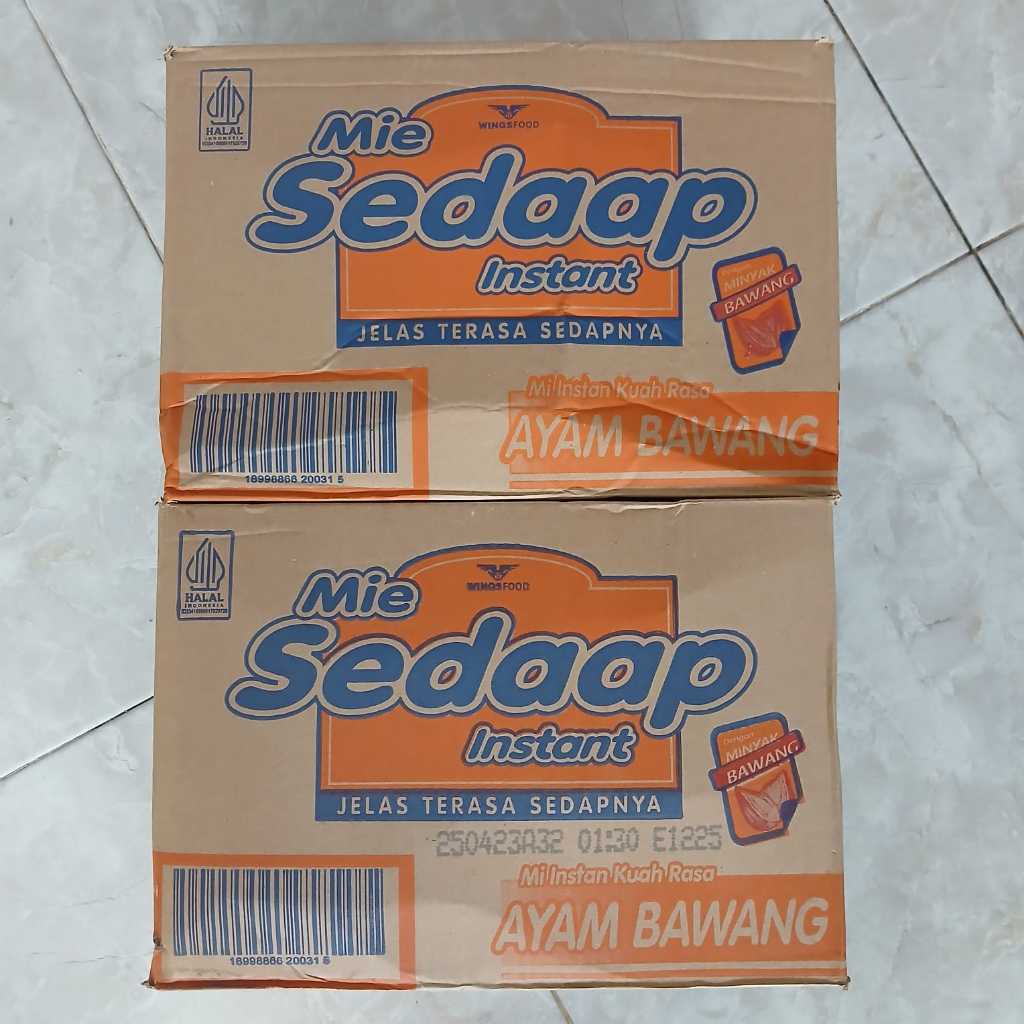 HALAL
INDONESIA
WINGSFOOD
Mie
Sedaap
Instant
JELAS TERASA SEDAPNYA
Dengan
MINYAK
BAWANG
Mi Instan Kuah Rasa
AYAM BAWANG
18998866 20031 5
HALAL
INDONESIA
WINGSFOOD
Mie
Sedaap
Instant
JELAS TERASA SEDAPNYA
Dengan
MINYAK
BAWANG
250423A32 01:30 E1225
Mi Instan Kuah Rasa
AYAM BAWANG
18998866 20031 5